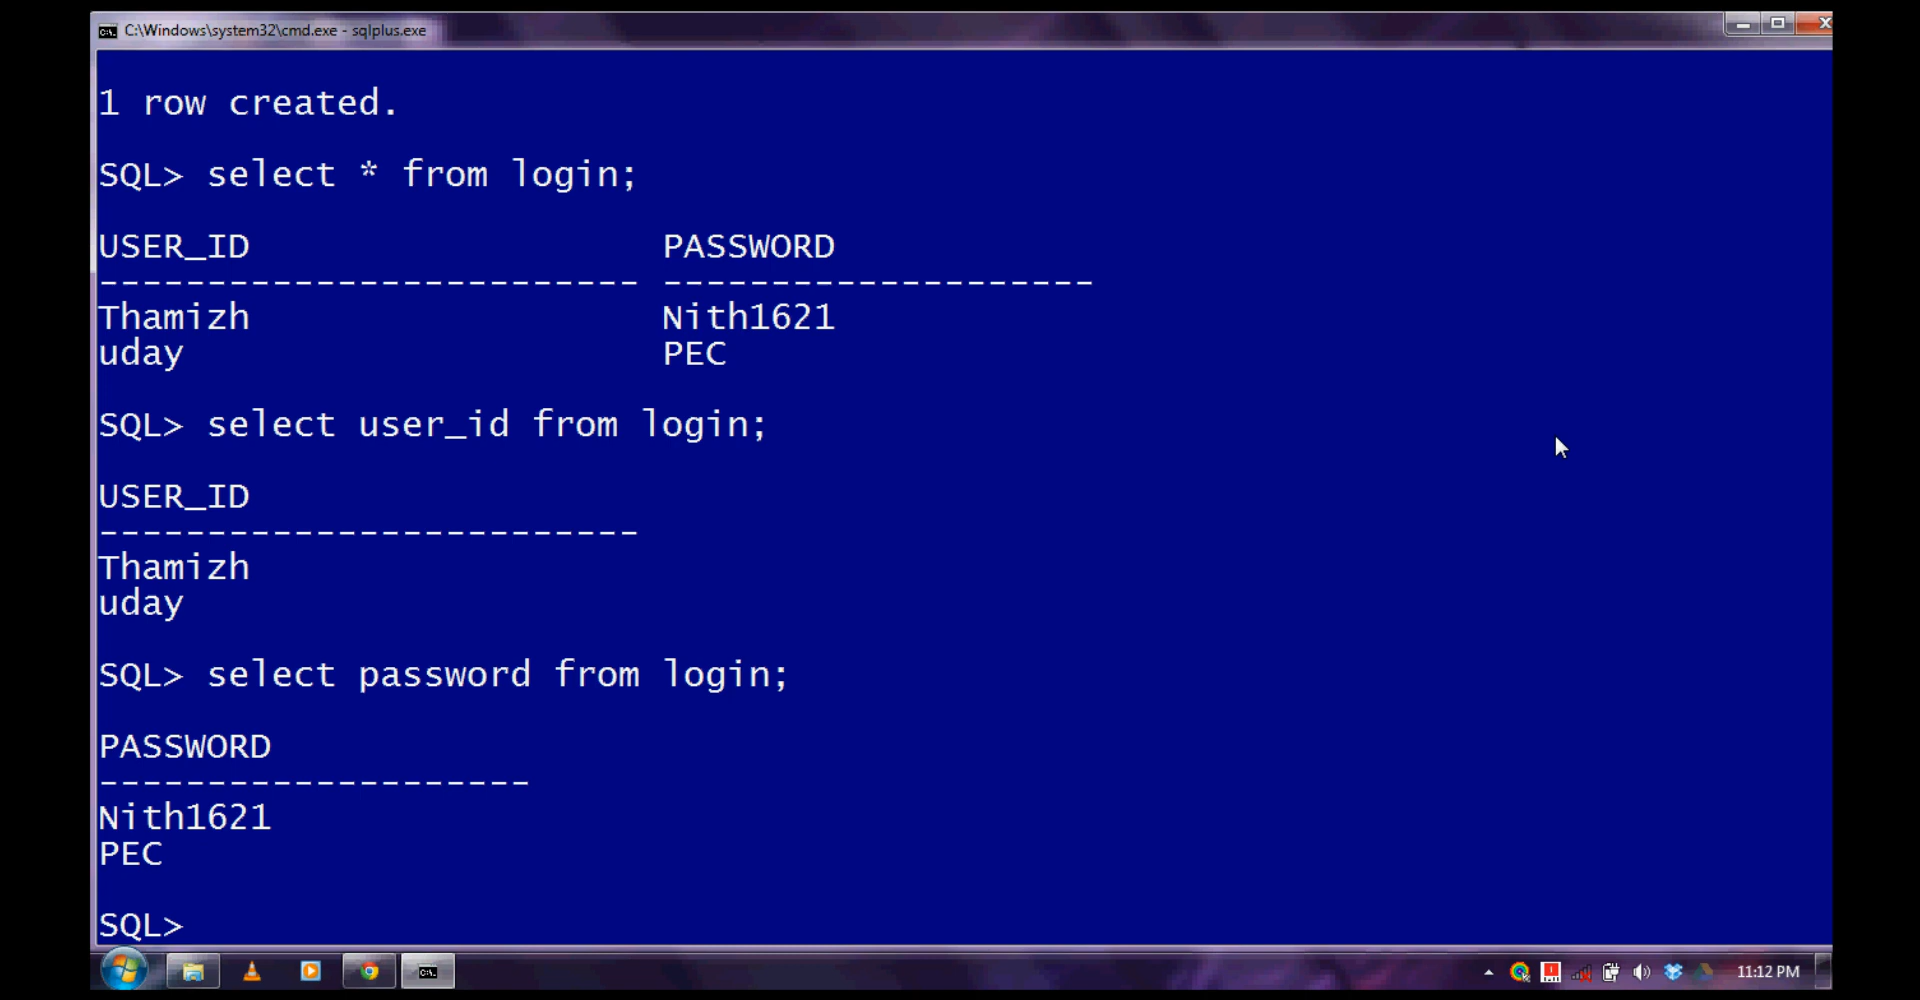 C:\Windows\system32\cmd.exe - sqlplus.exe
1 row created.
SQL> select * from login;
USER_ID PASSWORD
------------------------- --------------------
Thamizh Nith1621
uday PEC
SQL> select user_id from login;
USER_ID
-------------------------
Thamizh
uday
SQL> select password from login;
PASSWORD
--------------------
Nith1621
PEC
SQL>
11:12 PM